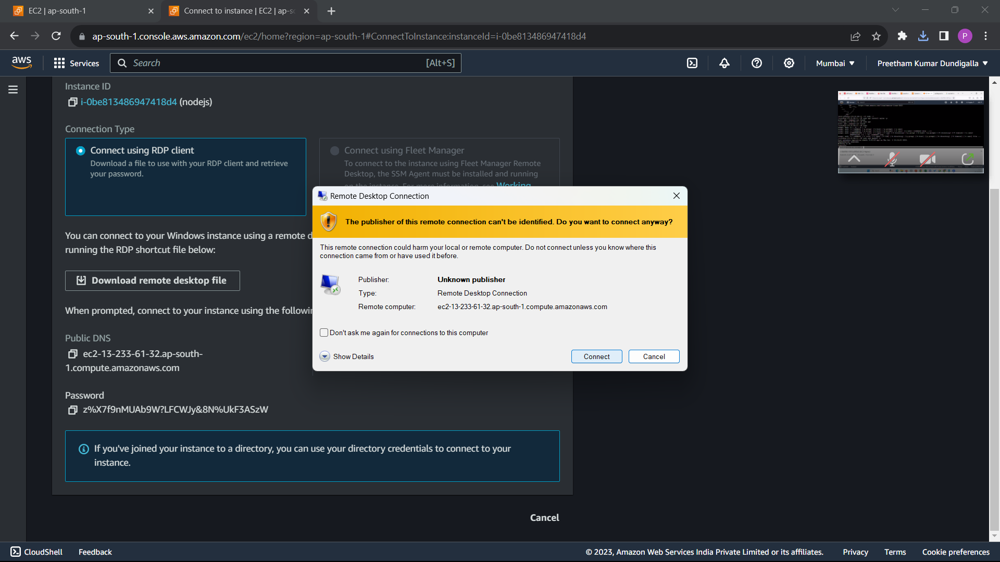 EC2 | ap-south-1
Connect to instance | EC2 | ap-so
ap-south-1.console.aws.amazon.com/ec2/home?region=ap-south-1#ConnectToInstance:instanceId=i-0be813486947418d4
P
aws
Services
Search
[Alt+S]
Mumbai
Preetham Kumar Dundigalla
Instance ID
i-0be813486947418d4 (nodejs)
Connection Type
Connect using RDP client
Download a file to use with your RDP client and retrieve
your password.
Connect using Fleet Manager
To connect to the instance using Fleet Manager Remote
Desktop, the SSM Agent must be installed and running
on the instance. For more information, see Working
You can connect to your Windows instance using a remote d
running the RDP shortcut file below:
Download remote desktop file
When prompted, connect to your instance using the followin
Public DNS
ec2-13-233-61-32.ap-south-
1.compute.amazonaws.com
Password
z%X7f9nMUAb9W?LFCWJy&8N%UkF3ASzW
If you've joined your instance to a directory, you can use your directory credentials to connect to your
instance.
Cancel
Remote Desktop Connection
The publisher of this remote connection can't be identified. Do you want to connect anyway?
This remote connection could harm your local or remote computer. Do not connect unless you know where this
connection came from or have used it before.
Publisher:
Unknown publisher
Type:
Remote Desktop Connection
Remote computer:
ec2-13-233-61-32.ap-south-1.compute.amazonaws.com
Don't ask me again for connections to this computer
Show Details
Connect
Cancel
CloudShell
Feedback
© 2023, Amazon Web Services India Private Limited or its affiliates.
Privacy
Terms
Cookie preferences